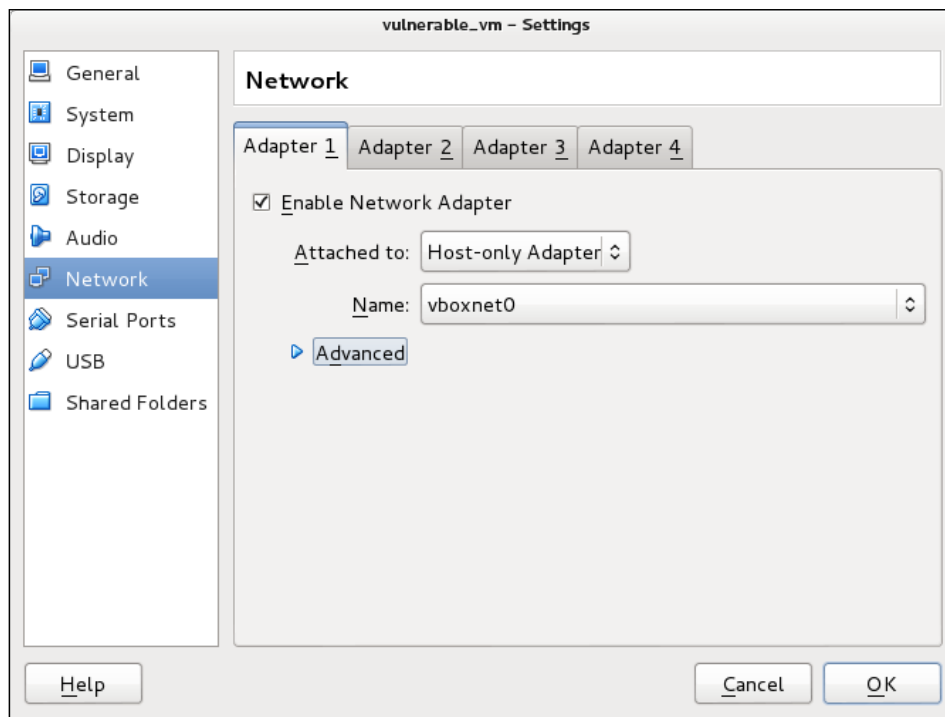 vulnerable_vm – Settings
General
System
Display
Storage
Audio
Network
Serial Ports
USB
Shared Folders
Network
Adapter 1 Adapter 2 Adapter 3 Adapter 4
Enable Network Adapter
Attached to: Host-only Adapter
Name: vboxnet0
Advanced
Help Cancel OK